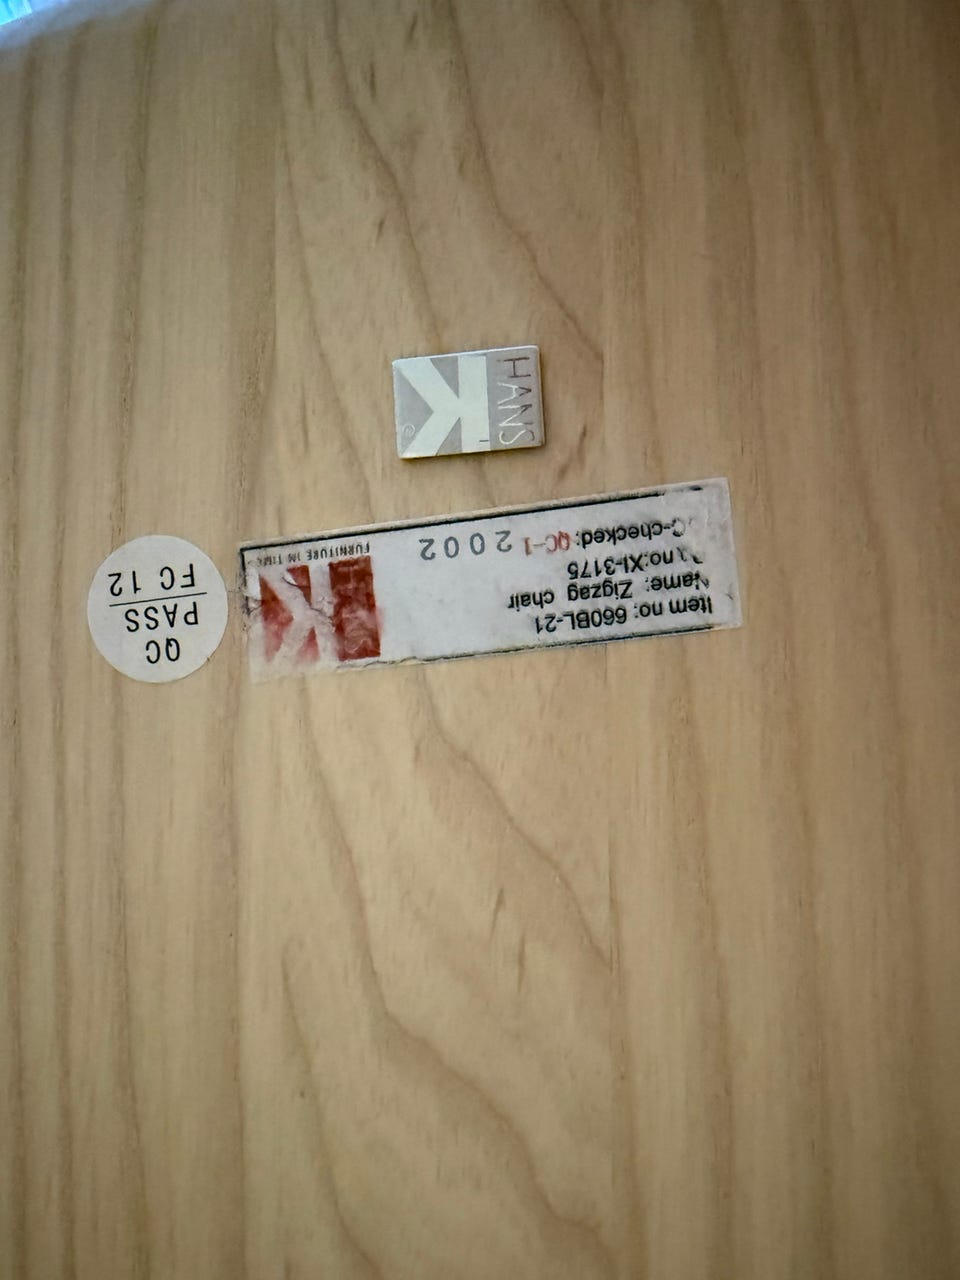 HANS
K
Item no: 660BL-21
Name: Zigzag chair
no:XI-3175
C-checked: QC-1 2002
K
FURNITURE IN TIME
QC
PASS
FC 12